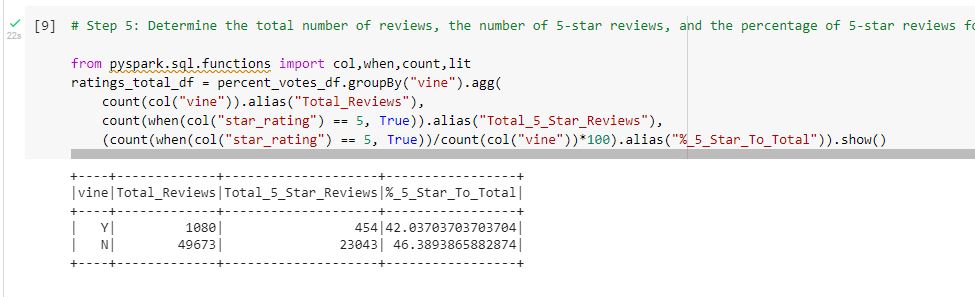 [9] # Step 5: Determine the total number of reviews, the number of 5-star reviews, and the percentage of 5-star reviews
22s
from pyspark.sql.functions import col,when,count,lit
ratings_total_df = percent_votes_df.groupBy("vine").agg(
    count(col("vine")).alias("Total_Reviews"),
    count(when(col("star_rating") == 5, True)).alias("Total_5_Star_Reviews"),
    (count(when(col("star_rating") == 5, True))/count(col("vine"))*100).alias("%_5_Star_To_Total")).show()
+----+-------------+--------------------+-----------------+
|vine|Total_Reviews|Total_5_Star_Reviews|%_5_Star_To_Total|
+----+-------------+--------------------+-----------------+
|   Y|         1080|                 454|42.03703703703704|
|   N|        49673|               23043| 46.3893865882874|
+----+-------------+--------------------+-----------------+